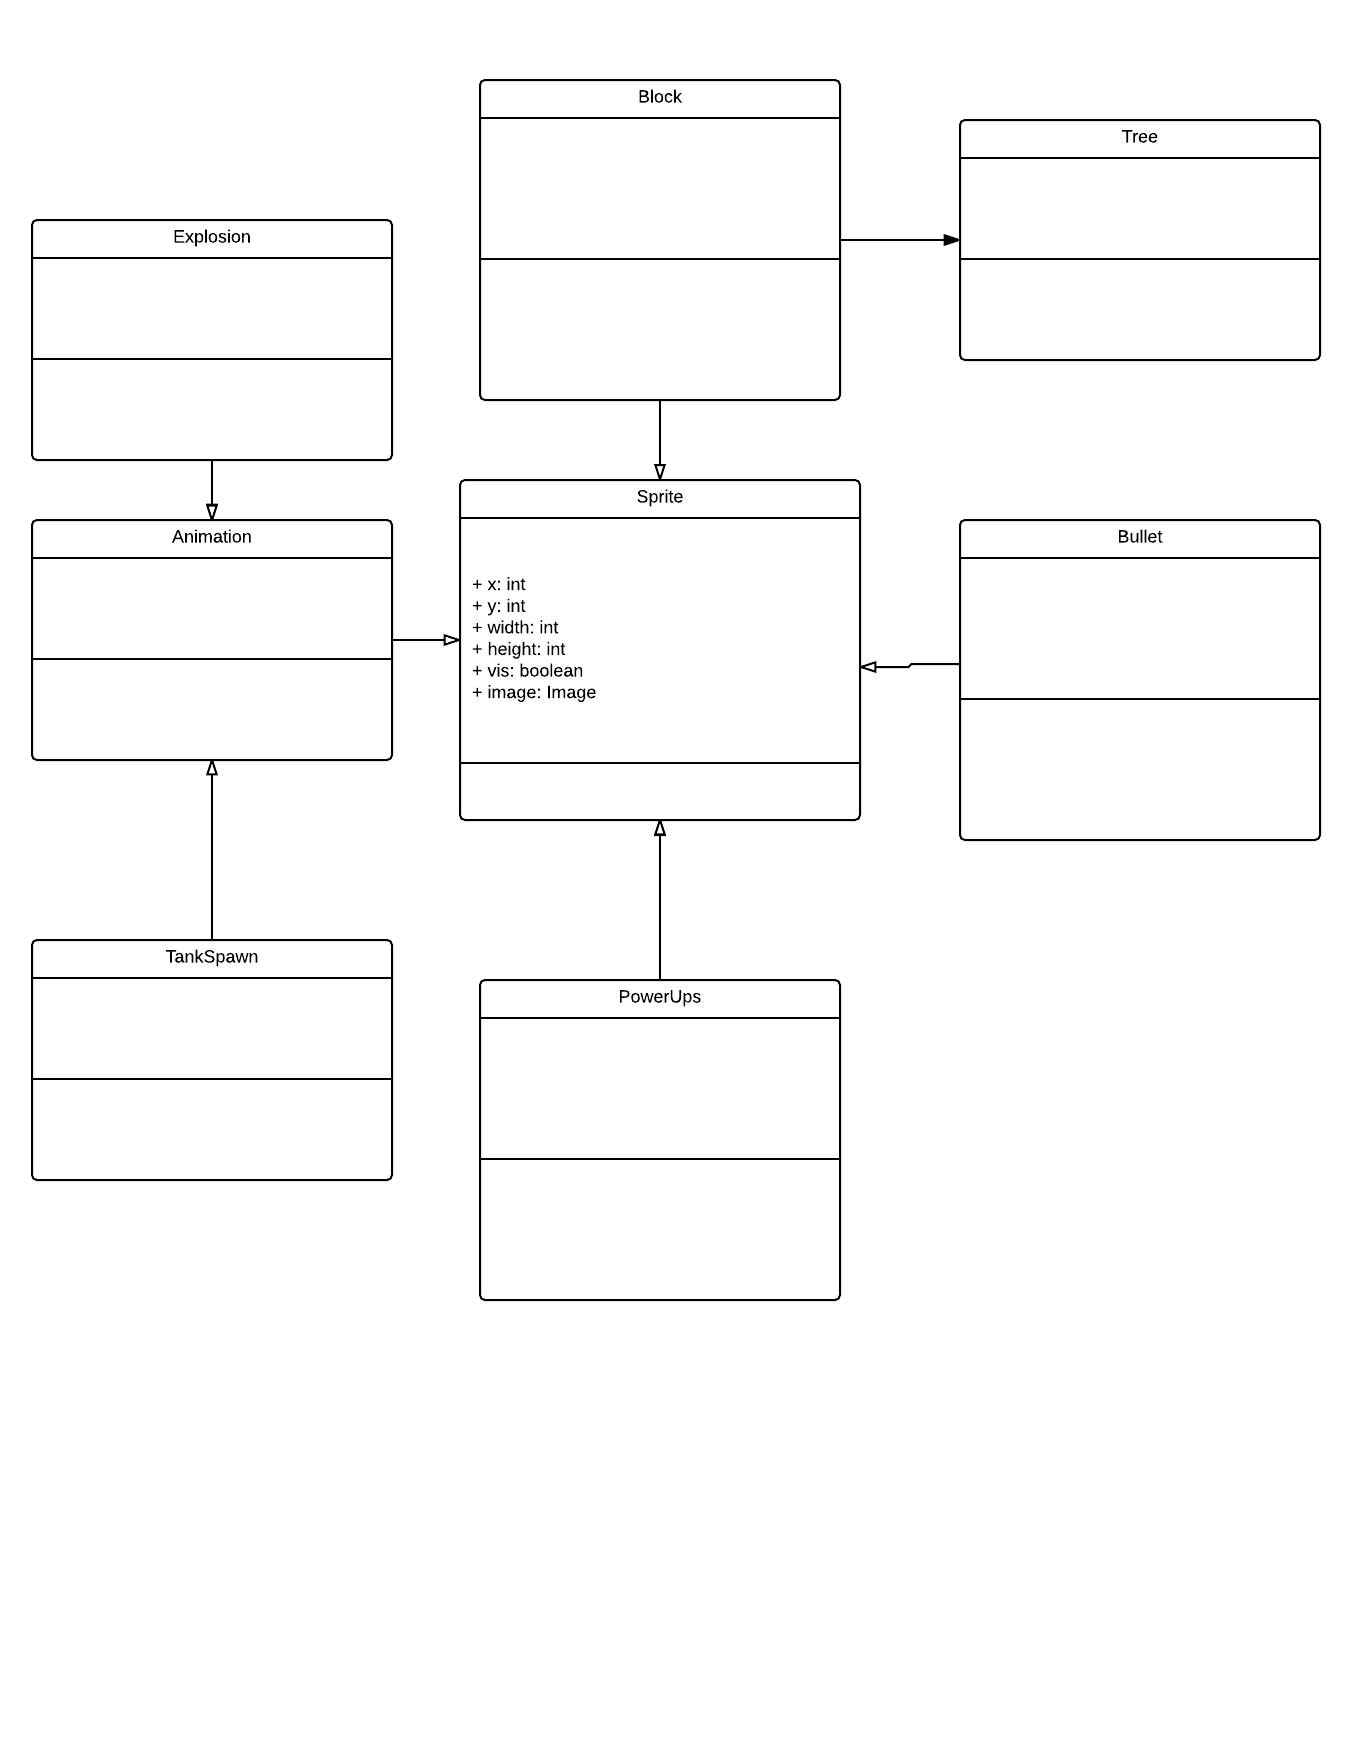 Block
Tree
Explosion
Sprite
+ x: int
+ y: int
+ width: int
+ height: int
+ vis: boolean
+ image: Image
Animation
Bullet
TankSpawn
PowerUps